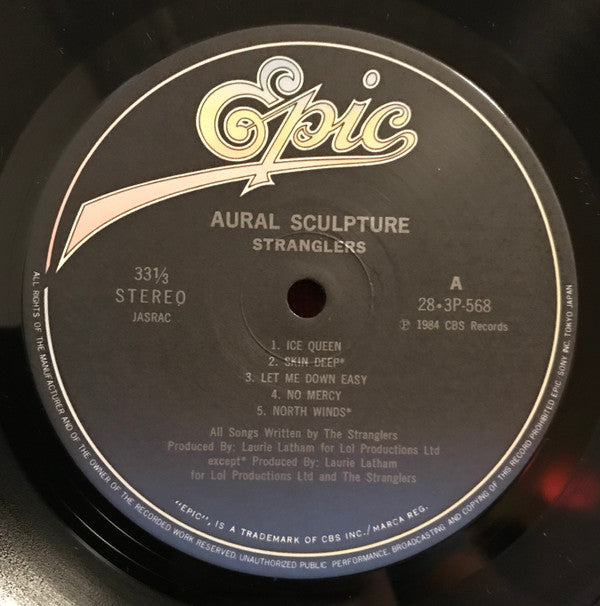 Epic
AURAL SCULPTURE
STRANGLERS
33⅓
STEREO
JASRAC
A
28・3P-568
Ⓟ 1984 CBS Records
1. ICE QUEEN
2. SKIN DEEP*
3. LET ME DOWN EASY
4. NO MERCY
5. NORTH WINDS*
All Songs Written by The Stranglers
Produced By: Laurie Latham for Lol Productions Ltd
except* Produced By: Laurie Latham
for Lol Productions Ltd and The Stranglers
"EPIC", IS A TRADEMARK OF CBS INC./MARCA REG.
ALL RIGHTS OF THE MANUFACTURER AND OF THE OWNER OF THE RECORDED WORK RESERVED. UNAUTHORIZED PUBLIC PERFORMANCE, BROADCASTING AND COPYING OF THIS RECORD PROHIBITED EPIC/SONY INC. TOKYO JAPAN